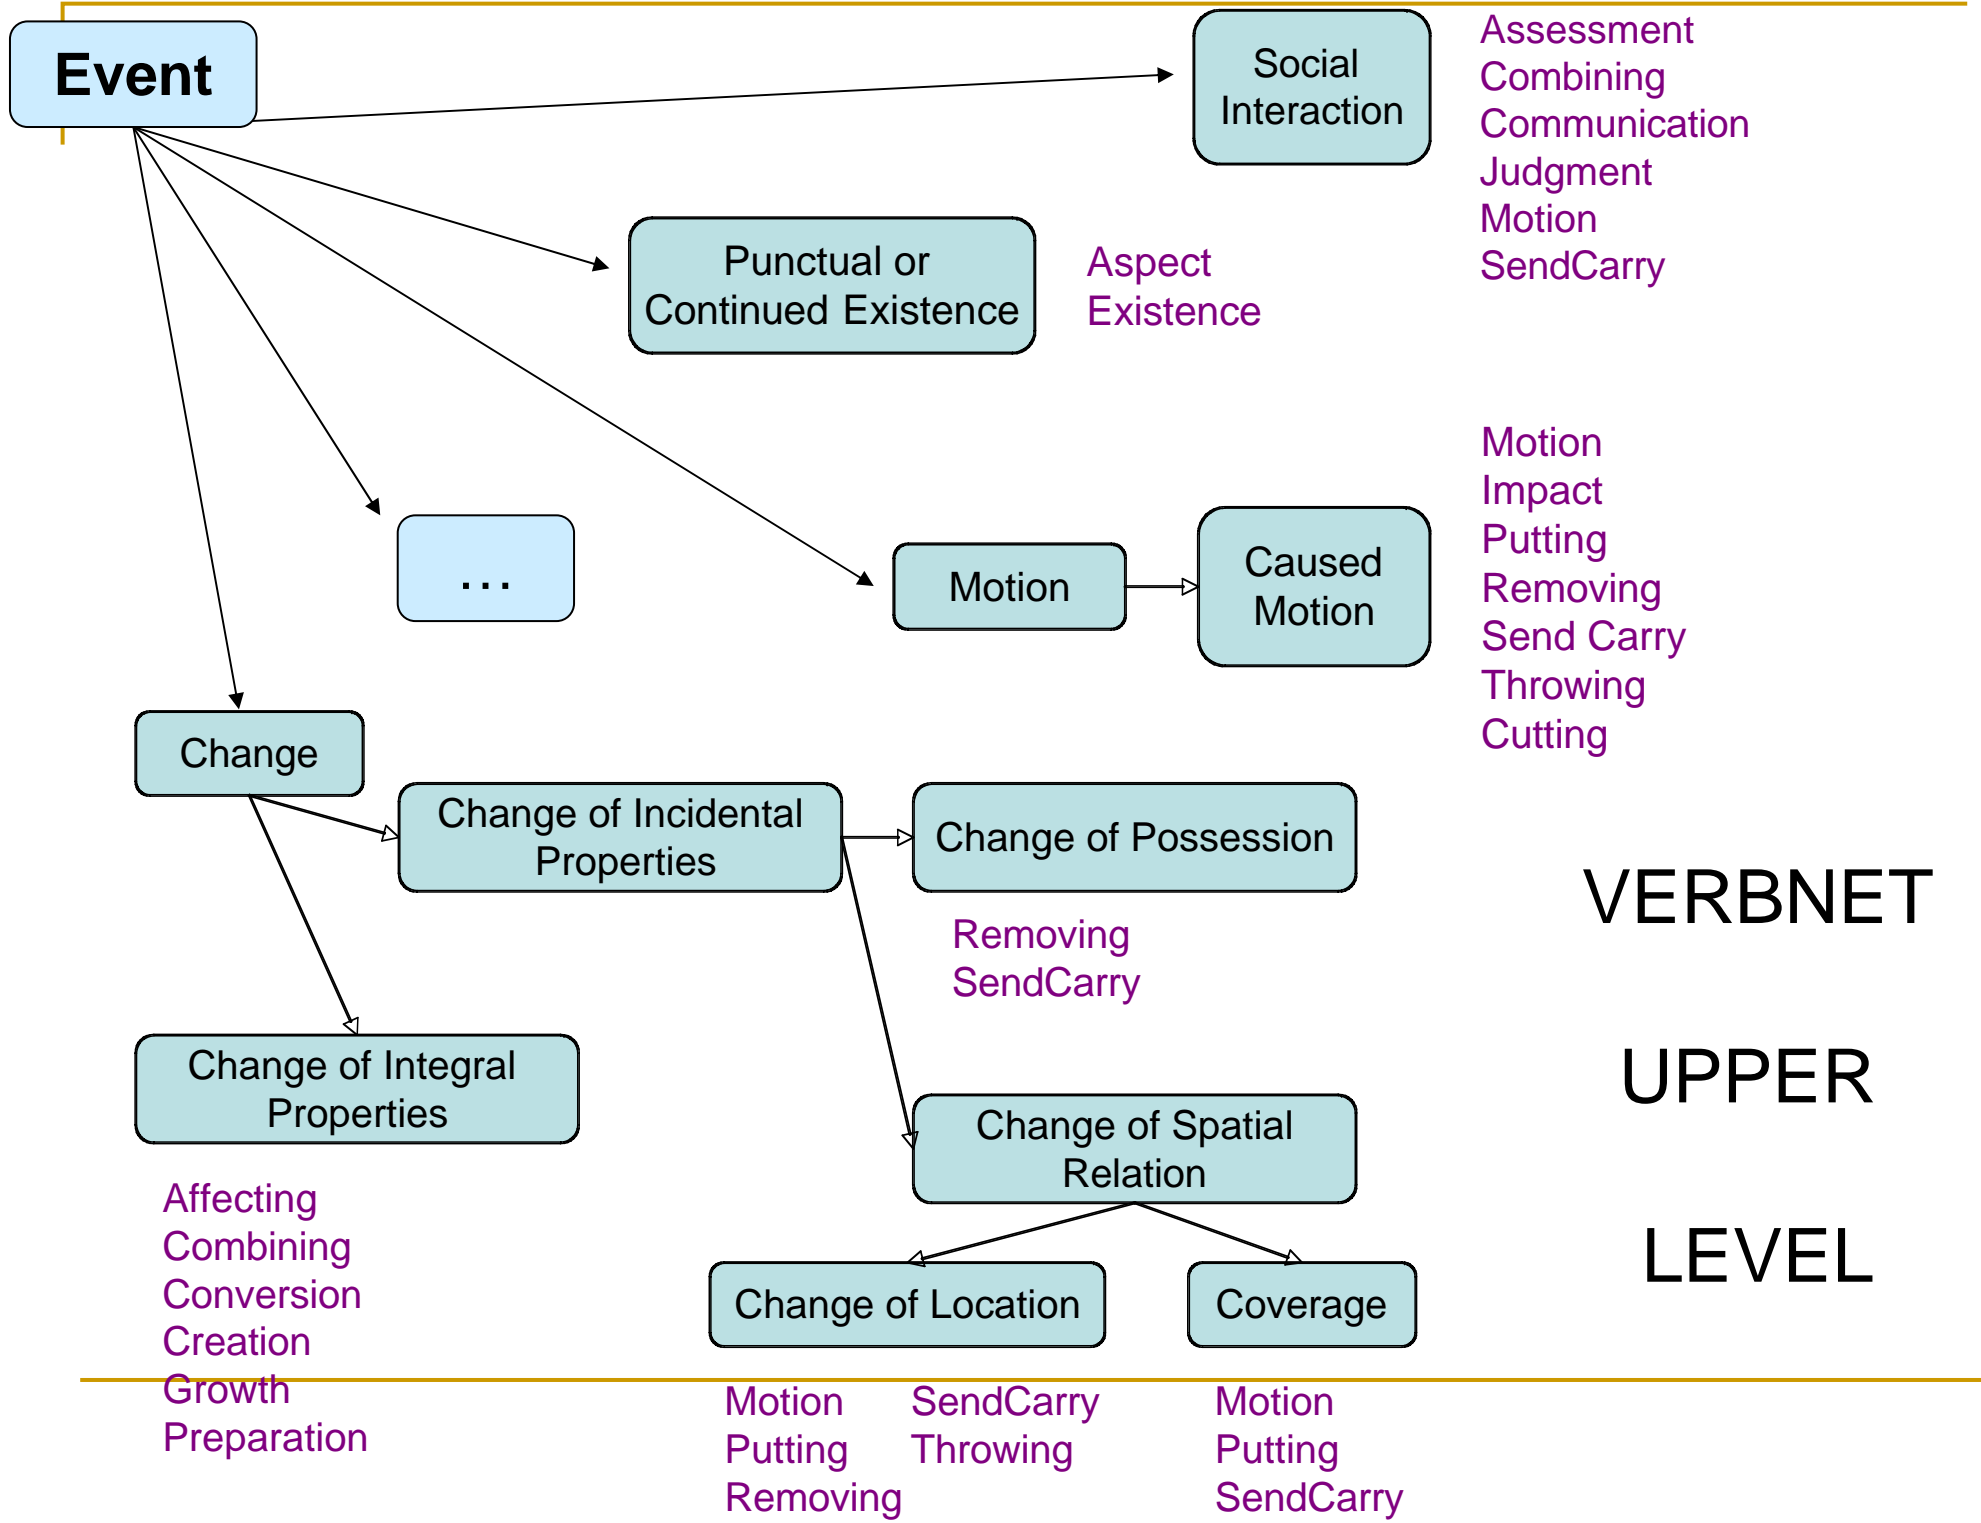 Event
Social
Interaction
Assessment
Combining
Communication
Judgment
Motion
SendCarry
Punctual or
Continued Existence
Aspect
Existence
...
Motion
Caused
Motion
Motion
Impact
Putting
Removing
Send Carry
Throwing
Cutting
Change
Change of Incidental
Properties
Change of Possession
Removing
SendCarry
VERBNET
UPPER
LEVEL
Change of Integral
Properties
Affecting
Combining
Conversion
Creation
Growth
Preparation
Change of Spatial
Relation
Change of Location
Coverage
Motion
Putting
Removing
SendCarry
Throwing
Motion
Putting
SendCarry